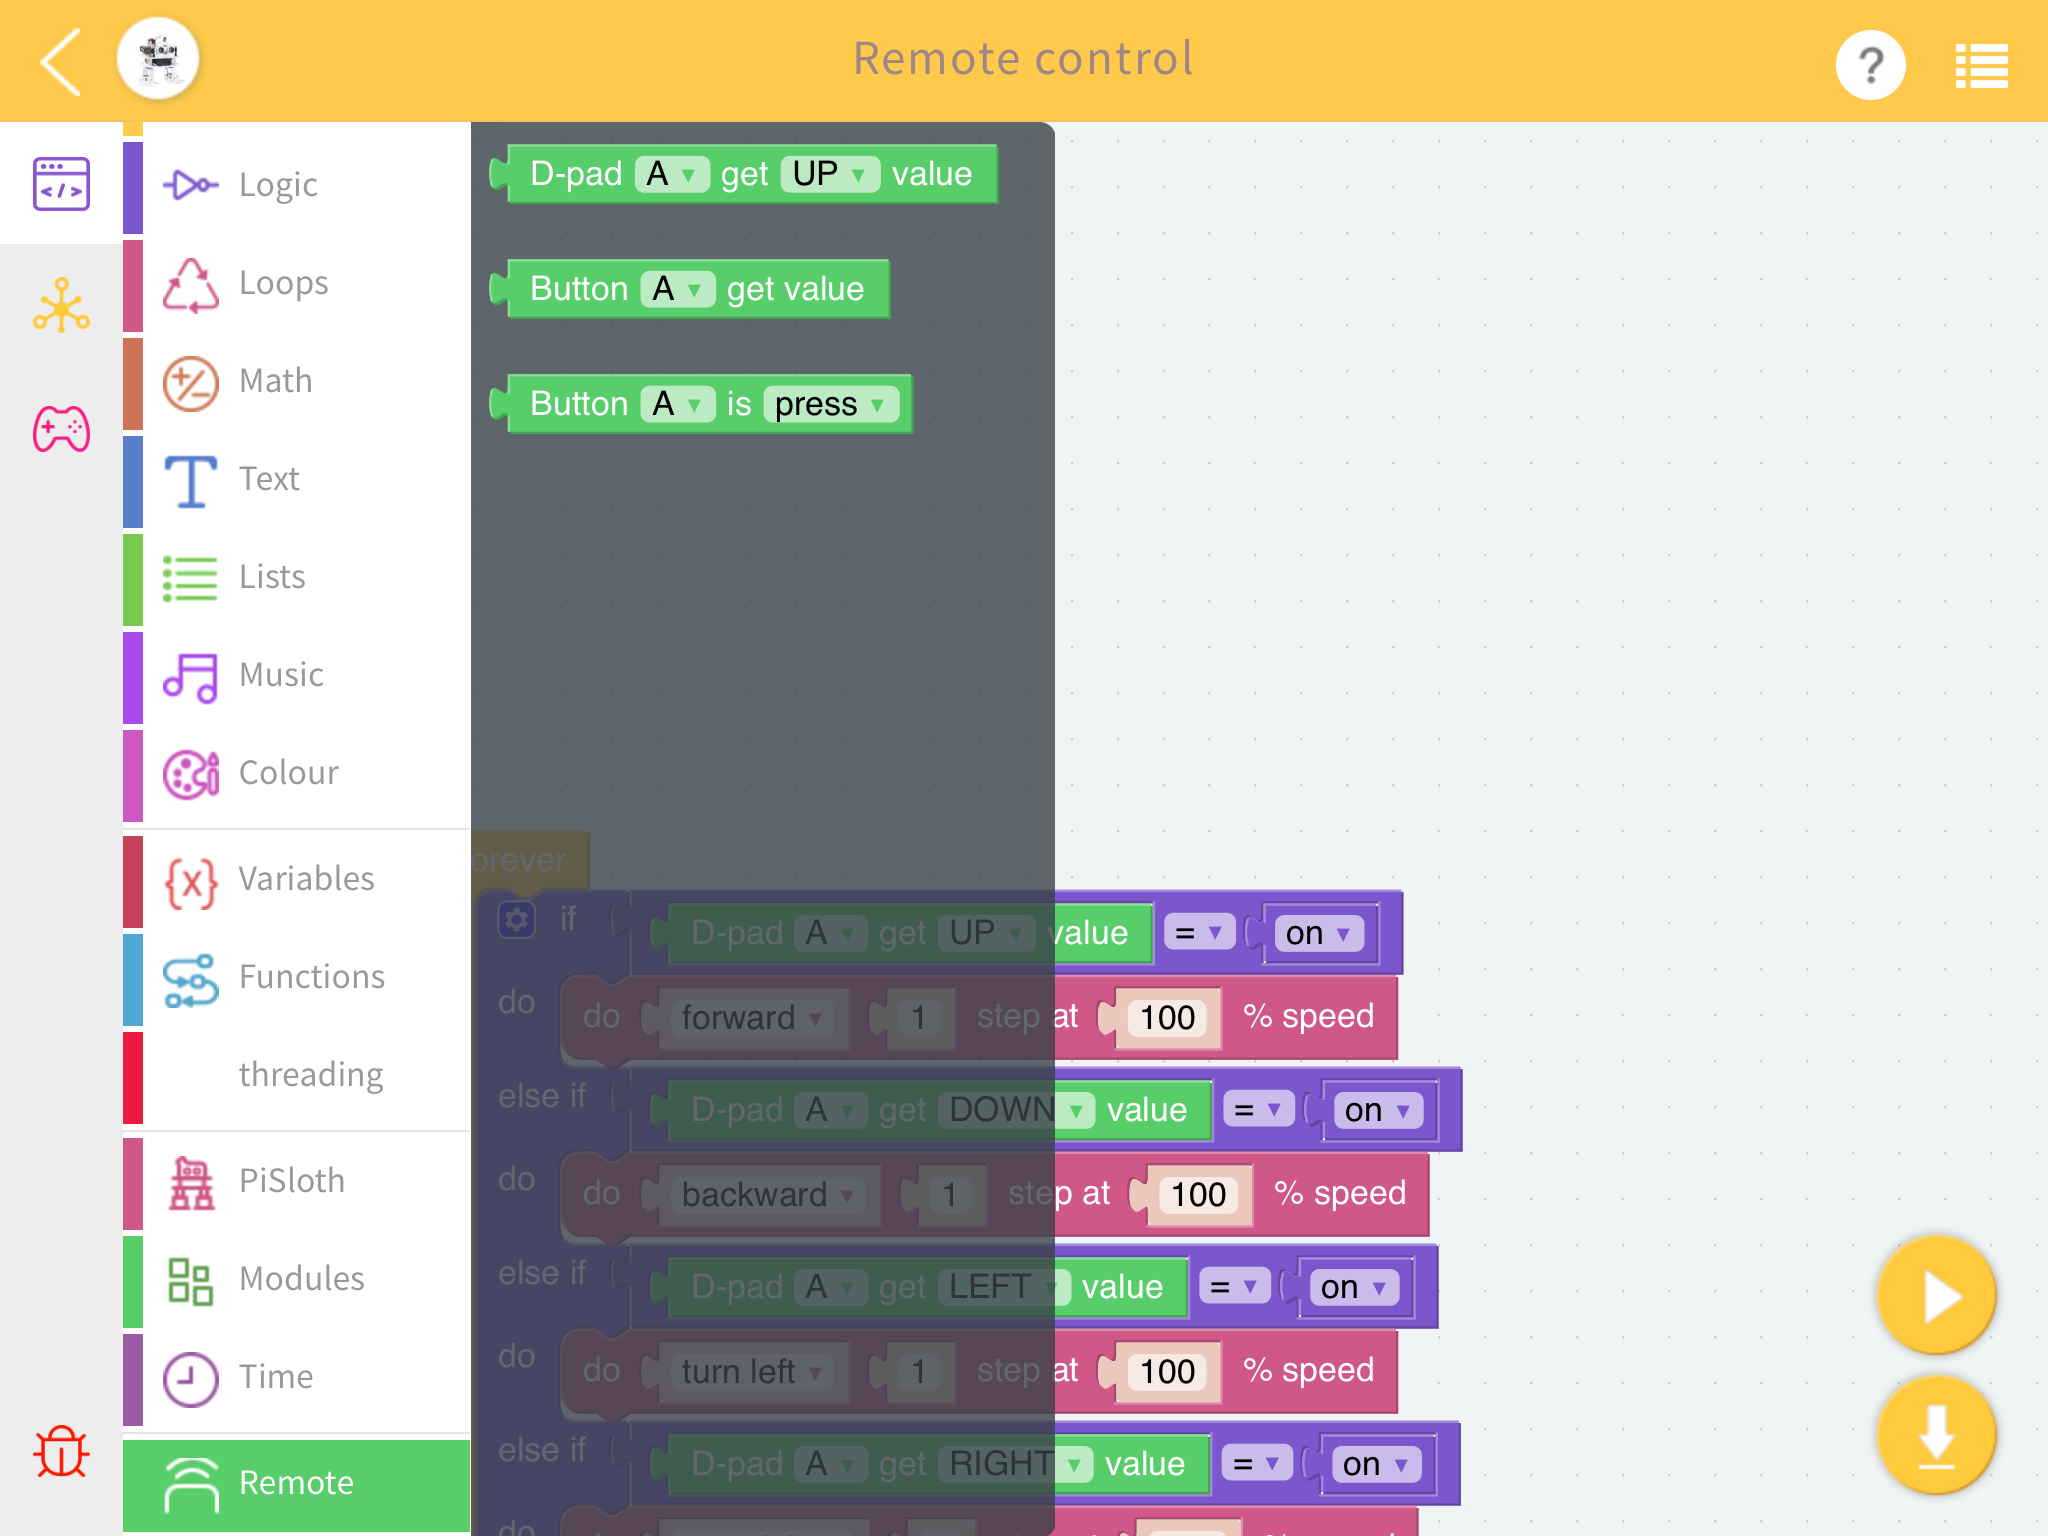 Remote control
?
Logic
Loops
Math
Text
Lists
Music
Colour
Variables
Functions
threading
PiSloth
Modules
Time
Remote
D-pad A get UP value
Button A get value
Button A is press
orever
if D-pad A get UP value = on
do do forward 1 step at 100 % speed
else if D-pad A get DOWN value = on
do do backward 1 step at 100 % speed
else if D-pad A get LEFT value = on
do do turn left 1 step at 100 % speed
else if D-pad A get RIGHT value = on
do